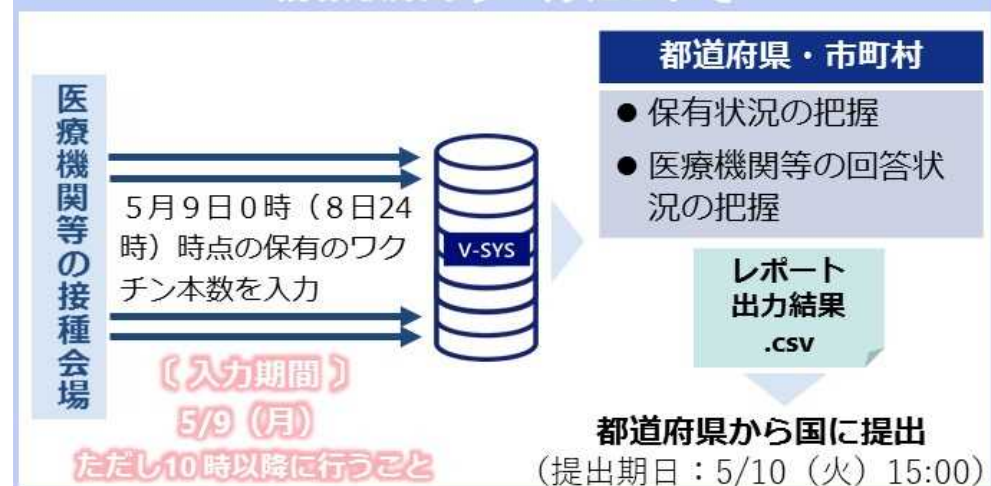 医療機関等の接種会場
5月9日0時（8日24
時）時点の保有のワク
チン本数を入力
〔 入力期間 〕
5/9（月）
ただし10時以降に行うこと
V-SYS
都道府県・市町村
● 保有状況の把握
● 医療機関等の回答状
況の把握
レポート
出力結果
.csv
都道府県から国に提出
（提出期日：5/10（火）15:00）